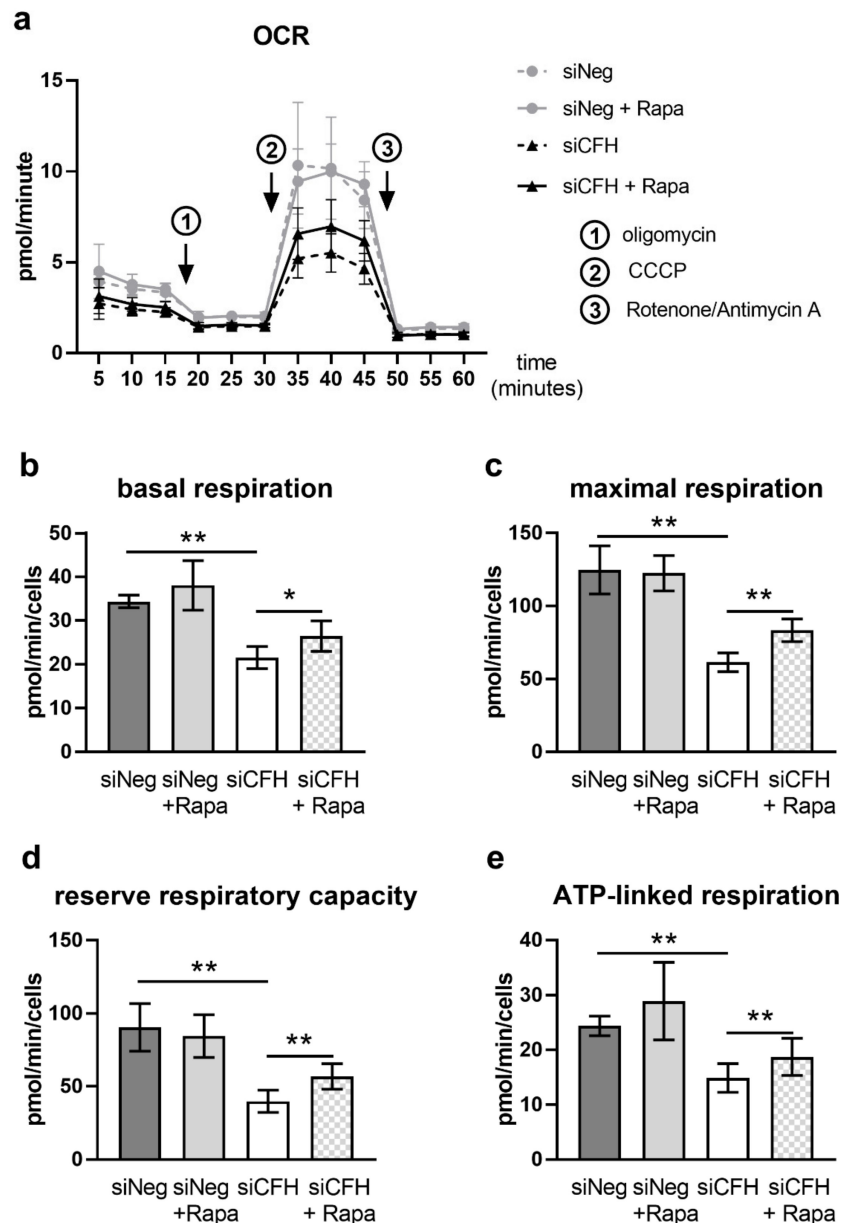 a
OCR
15
10
5
0
pmol/minute
1
2
3
5 10 15 20 25 30 35 40 45 50 55 60
time
(minutes)
siNeg
siNeg + Rapa
siCFH
siCFH + Rapa
1 oligomycin
2 CCCP
3 Rotenone/Antimycin A
b
basal respiration
50
40
30
20
10
0
pmol/min/cells
**
*
siNeg siNeg siCFH siCFH
+Rapa + Rapa
c
maximal respiration
150
100
50
0
pmol/min/cells
**
**
siNeg siNeg siCFH siCFH
+Rapa + Rapa
d
reserve respiratory capacity
150
100
50
0
pmol/min/cells
**
**
siNeg siNeg siCFH siCFH
+Rapa + Rapa
e
ATP-linked respiration
40
30
20
10
0
pmol/min/cells
**
**
siNeg siNeg siCFH siCFH
+Rapa + Rapa